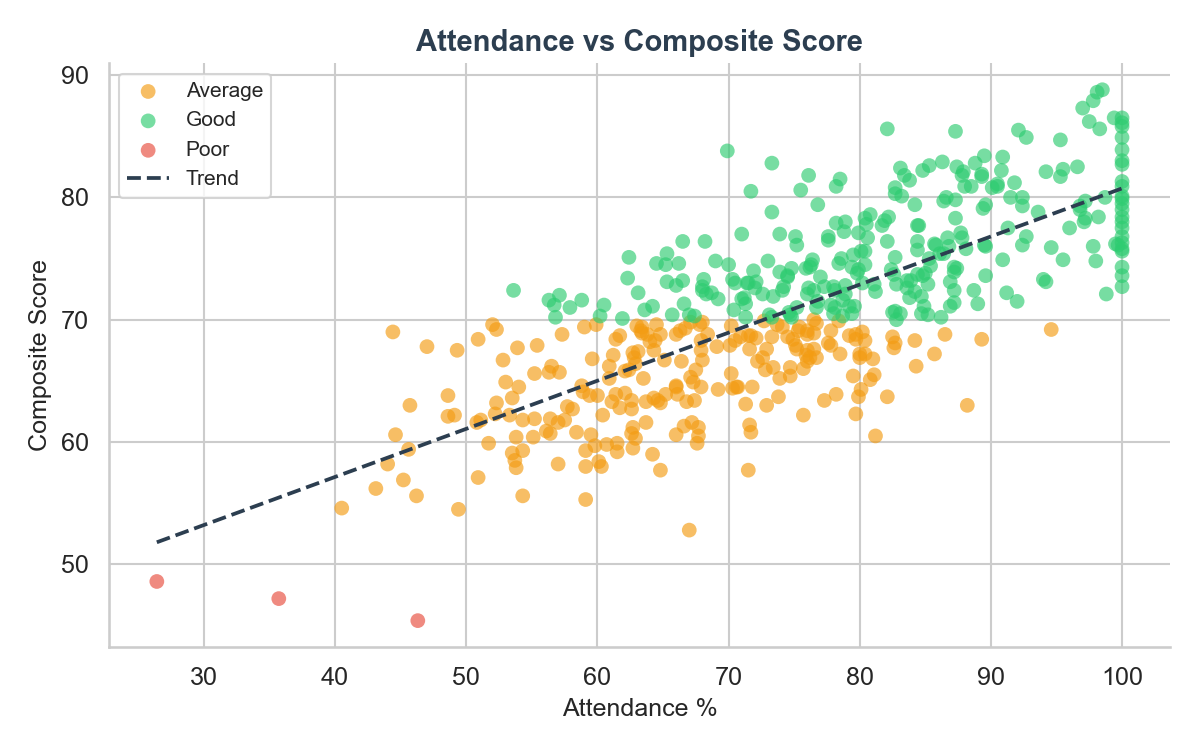 Attendance vs Composite Score
Average
Good
Poor
Trend
90
80
70
60
50
Composite Score
30 40 50 60 70 80 90 100
Attendance %